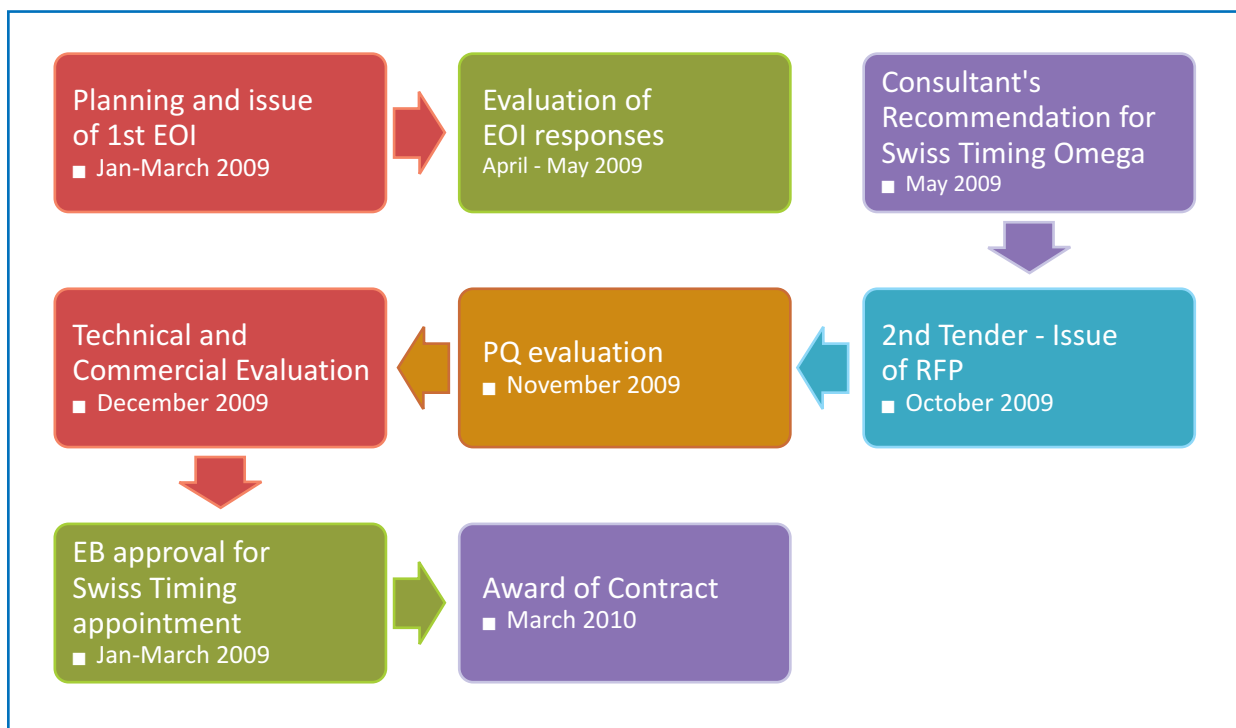 Planning and issue
of 1st EOI
■ Jan-March 2009
Evaluation of
EOI responses
April - May 2009
Consultant's
Recommendation for
Swiss Timing Omega
■ May 2009
2nd Tender - Issue
of RFP
■ October 2009
PQ evaluation
■ November 2009
Technical and
Commercial Evaluation
■ December 2009
EB approval for
Swiss Timing
appointment
■ Jan-March 2009
Award of Contract
■ March 2010